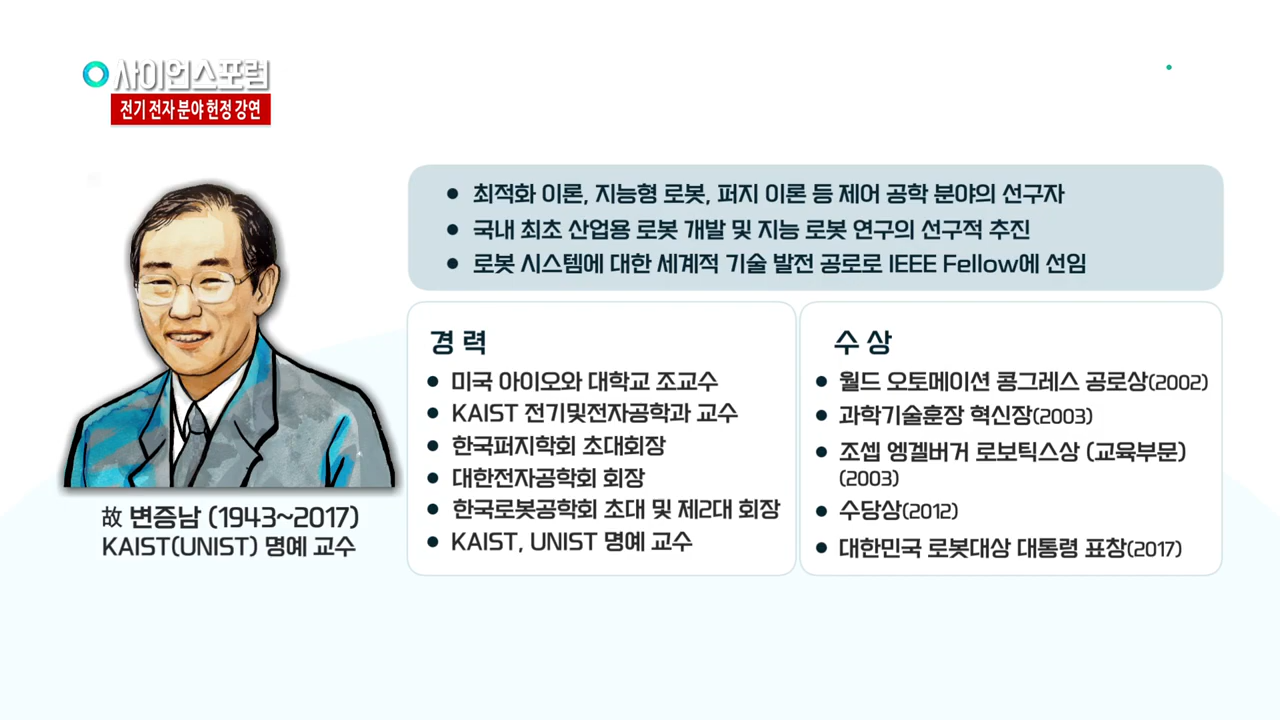 사이언스포럼
전기 전자 분야 헌정 강연
故 변증남 (1943~2017)
KAIST(UNIST) 명예 교수
• 최적화 이론, 지능형 로봇, 퍼지 이론 등 제어 공학 분야의 선구자
• 국내 최초 산업용 로봇 개발 및 지능 로봇 연구의 선구적 추진
• 로봇 시스템에 대한 세계적 기술 발전 공로로 IEEE Fellow에 선임
경 력
• 미국 아이오와 대학교 조교수
• KAIST 전기및전자공학과 교수
• 한국퍼지학회 초대회장
• 대한전자공학회 회장
• 한국로봇공학회 초대 및 제2대 회장
• KAIST, UNIST 명예 교수
수 상
• 월드 오토메이션 콩그레스 공로상(2002)
• 과학기술훈장 혁신장(2003)
• 조셉 엥겔버거 로보틱스상 (교육부문)
(2003)
• 수당상(2012)
• 대한민국 로봇대상 대통령 표창(2017)